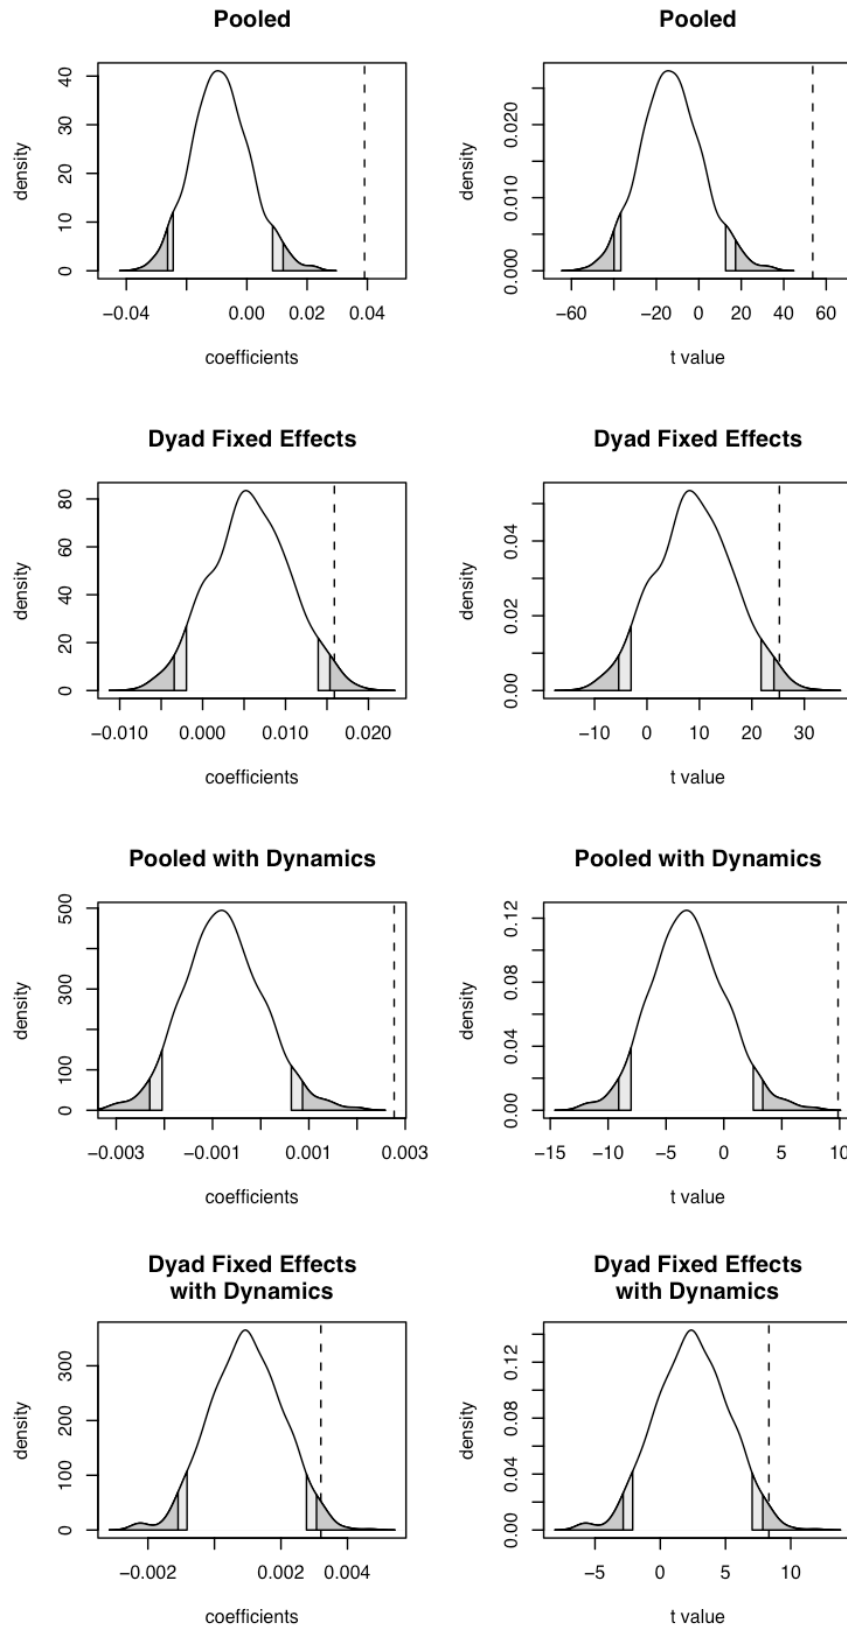 Pooled
density
0
10
20
30
40
−0.04
0.00
0.02
0.04
coefficients
Pooled
density
0.000
0.010
0.020
−60
−20
0
20
40
60
t value
Dyad Fixed Effects
density
0
20
40
60
80
−0.010
0.000
0.010
0.020
coefficients
Dyad Fixed Effects
density
0.00
0.02
0.04
−10
0
10
20
30
t value
Pooled with Dynamics
density
0
100
300
500
−0.003
−0.001
0.001
0.003
coefficients
Pooled with Dynamics
density
0.00
0.04
0.08
0.12
−15
−10
−5
0
5
10
t value
Dyad Fixed Effects
with Dynamics
density
0
100
200
300
−0.002
0.002
0.004
coefficients
Dyad Fixed Effects
with Dynamics
density
0.00
0.04
0.08
0.12
−5
0
5
10
t value